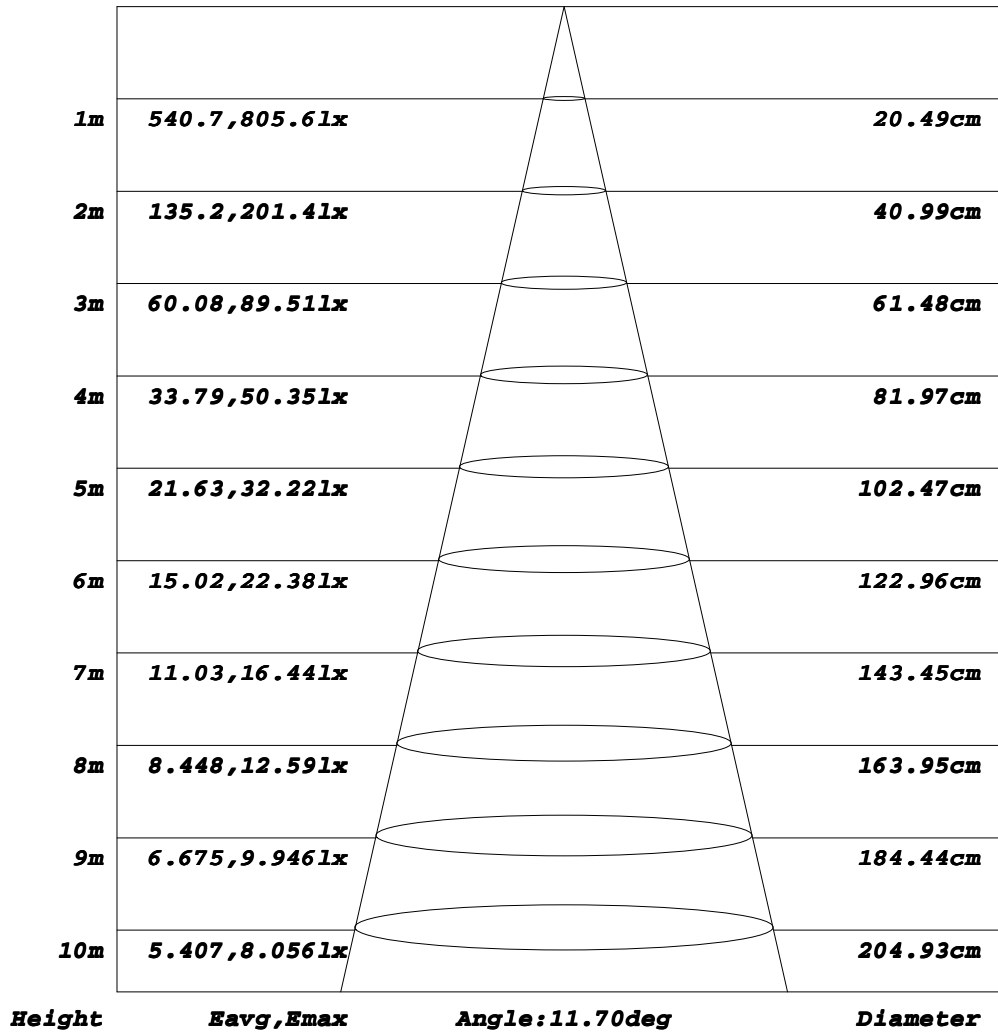 1m 540.7,805.6lx 20.49cm
2m 135.2,201.4lx 40.99cm
3m 60.08,89.51lx 61.48cm
4m 33.79,50.35lx 81.97cm
5m 21.63,32.22lx 102.47cm
6m 15.02,22.38lx 122.96cm
7m 11.03,16.44lx 143.45cm
8m 8.448,12.59lx 163.95cm
9m 6.675,9.946lx 184.44cm
10m 5.407,8.056lx 204.93cm
Height Eavg,Emax Angle:11.70deg Diameter